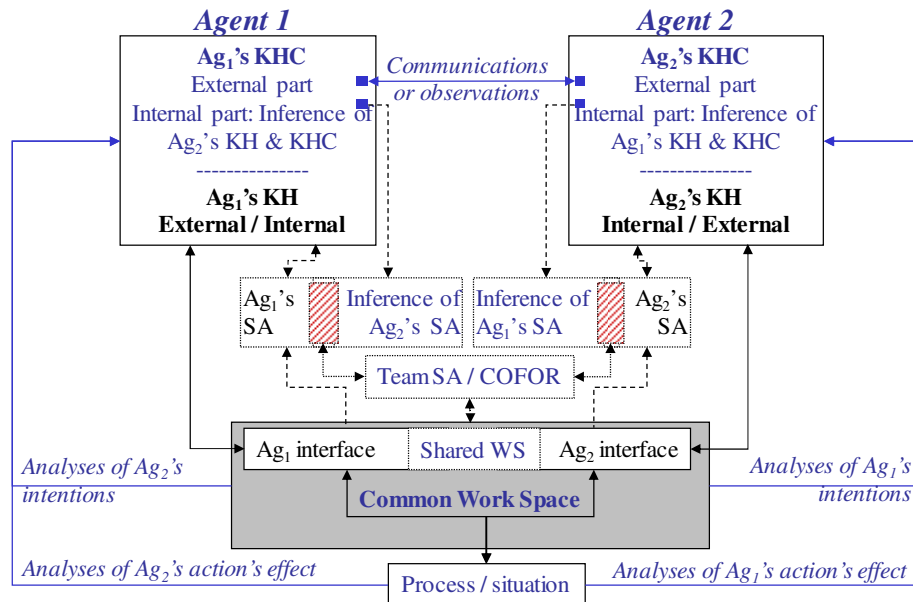 Agent 1
Agent 2
Ag1's KHC
External part
Internal part: Inference of
Ag2's KH & KHC
---------------
Ag1's KH
External / Internal
Communications
or observations
Ag2's KHC
External part
Internal part: Inference of
Ag1's KH & KHC
---------------
Ag2's KH
Internal / External
Ag1's
SA
Inference of
Ag2's SA
Inference of
Ag1's SA
Ag2's
SA
Team SA / COFOR
Ag1 interface
Shared WS
Ag2 interface
Analyses of Ag2's
intentions
Analyses of Ag1's
intentions
Common Work Space
Analyses of Ag2's action's effect
Process / situation
Analyses of Ag1's action's effect